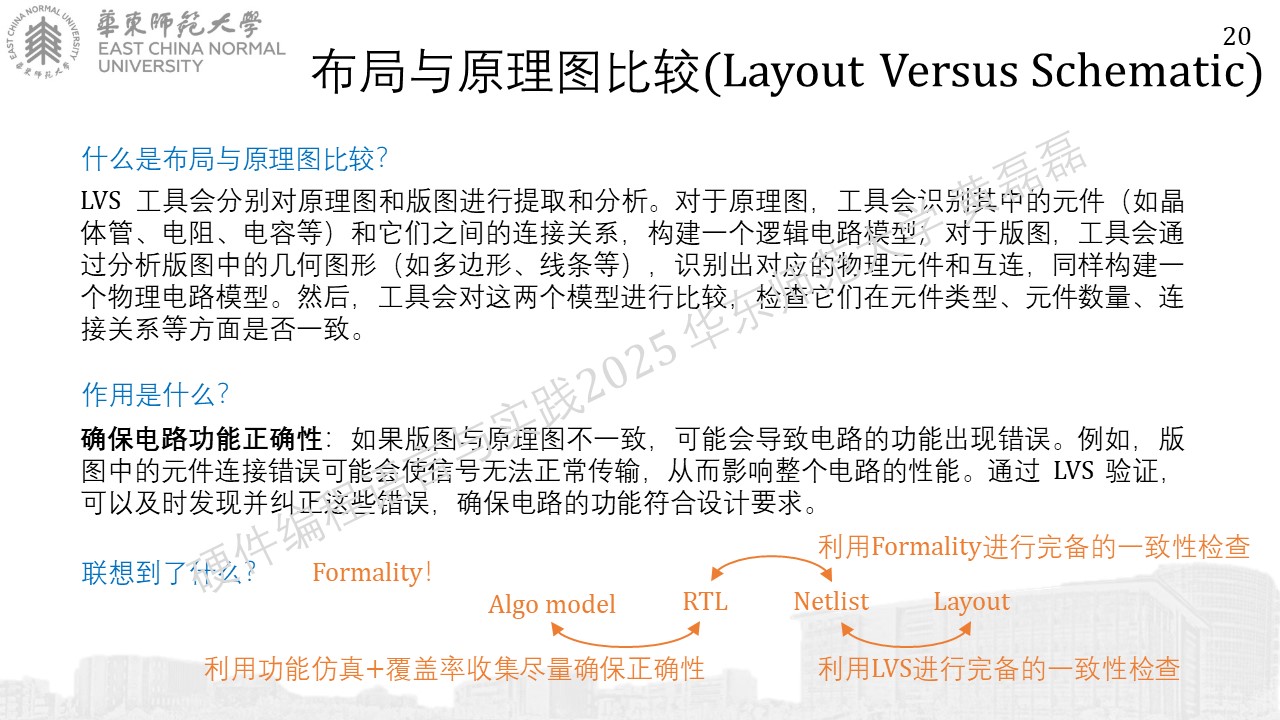 EAST CHINA NORMAL UNIVERSITY
華東師範大學
華東師範大學
EAST CHINA NORMAL
UNIVERSITY
20
布局与原理图比较(Layout Versus Schematic)
什么是布局与原理图比较？
LVS 工具会分别对原理图和版图进行提取和分析。对于原理图，工具会识别其中的元件（如晶
体管、电阻、电容等）和它们之间的连接关系，构建一个逻辑电路模型；对于版图，工具会通
过分析版图中的几何图形（如多边形、线条等），识别出对应的物理元件和互连，同样构建一
个物理电路模型。然后，工具会对这两个模型进行比较，检查它们在元件类型、元件数量、连
接关系等方面是否一致。
作用是什么？
确保电路功能正确性：如果版图与原理图不一致，可能会导致电路的功能出现错误。例如，版
图中的元件连接错误可能会使信号无法正常传输，从而影响整个电路的性能。通过 LVS 验证，
可以及时发现并纠正这些错误，确保电路的功能符合设计要求。
硬件编程语言与实践2025 华东师范大学 黄磊磊
联想到了什么？ Formality！
利用Formality进行完备的一致性检查
Algo model RTL Netlist Layout
利用功能仿真+覆盖率收集尽量确保正确性
利用LVS进行完备的一致性检查